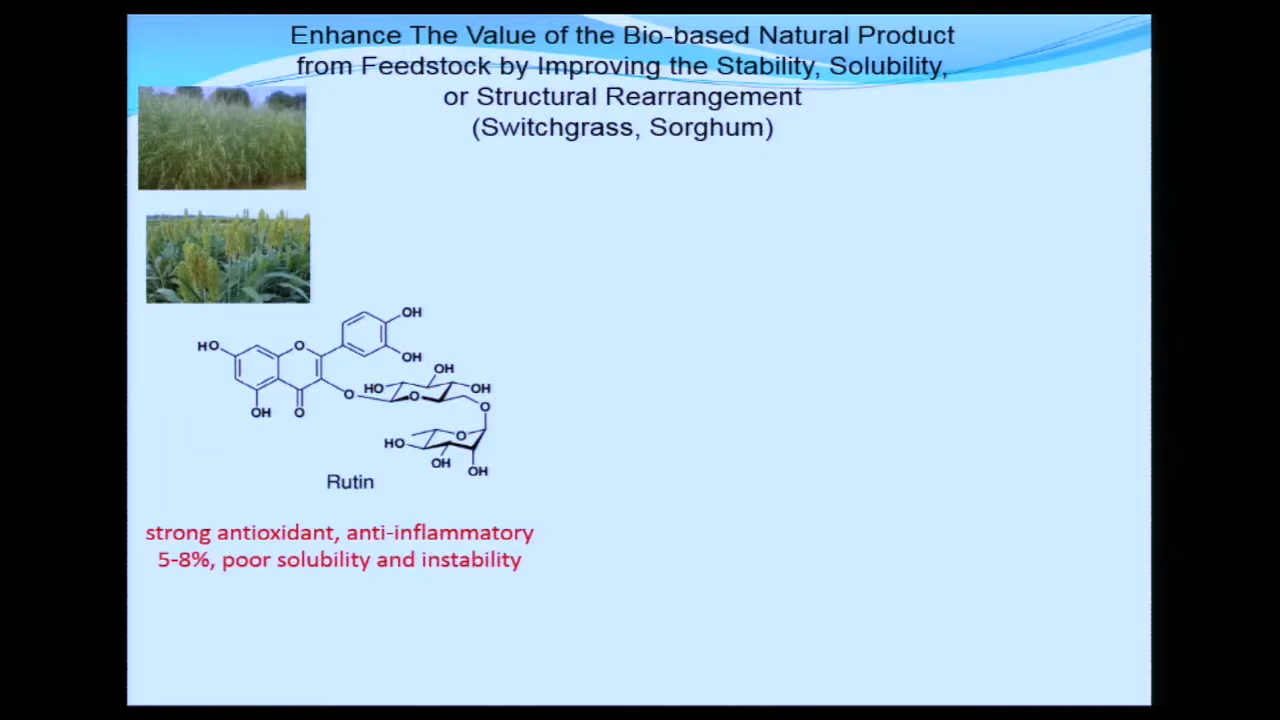 Enhance The Value of the Bio-based Natural Product
from Feedstock by Improving the Stability, Solubility,
or Structural Rearrangement
(Switchgrass, Sorghum)
OH
HO
O
OH
OH
O
HO
OH
O
OH
O
O
OH
HO
O
OH
OH
Rutin
strong antioxidant, anti-inflammatory
5-8%, poor solubility and instability